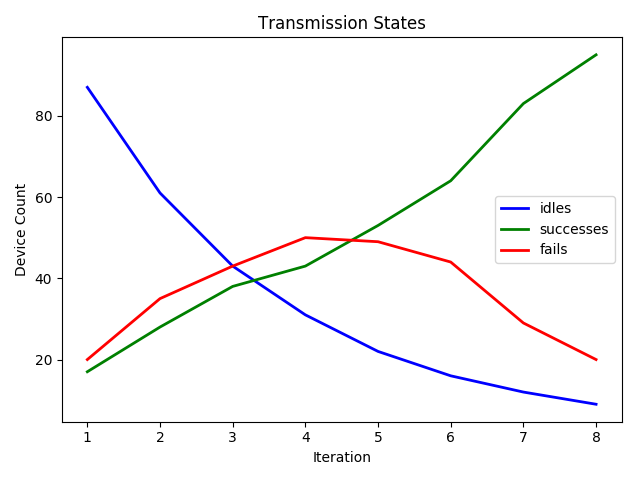 Transmission States
Device Count
80
60
40
20
idles
successes
fails
1 2 3 4 5 6 7 8
Iteration